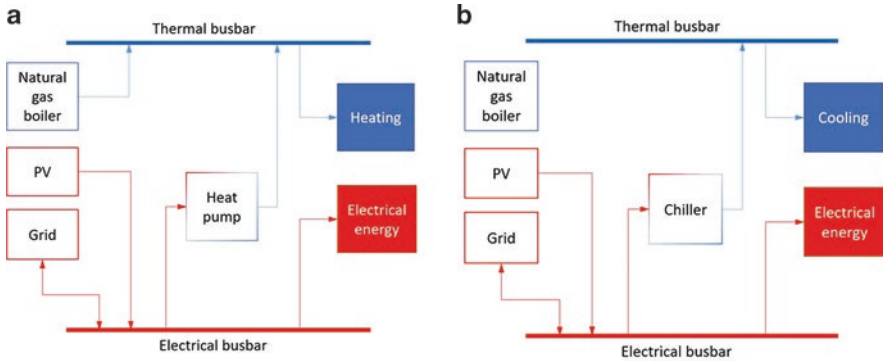 a
Thermal busbar
Natural
gas
boiler
Heating
PV
Heat
pump
Grid
Electrical
energy
Electrical busbar
b
Thermal busbar
Natural
gas
boiler
Cooling
PV
Chiller
Grid
Electrical
energy
Electrical busbar